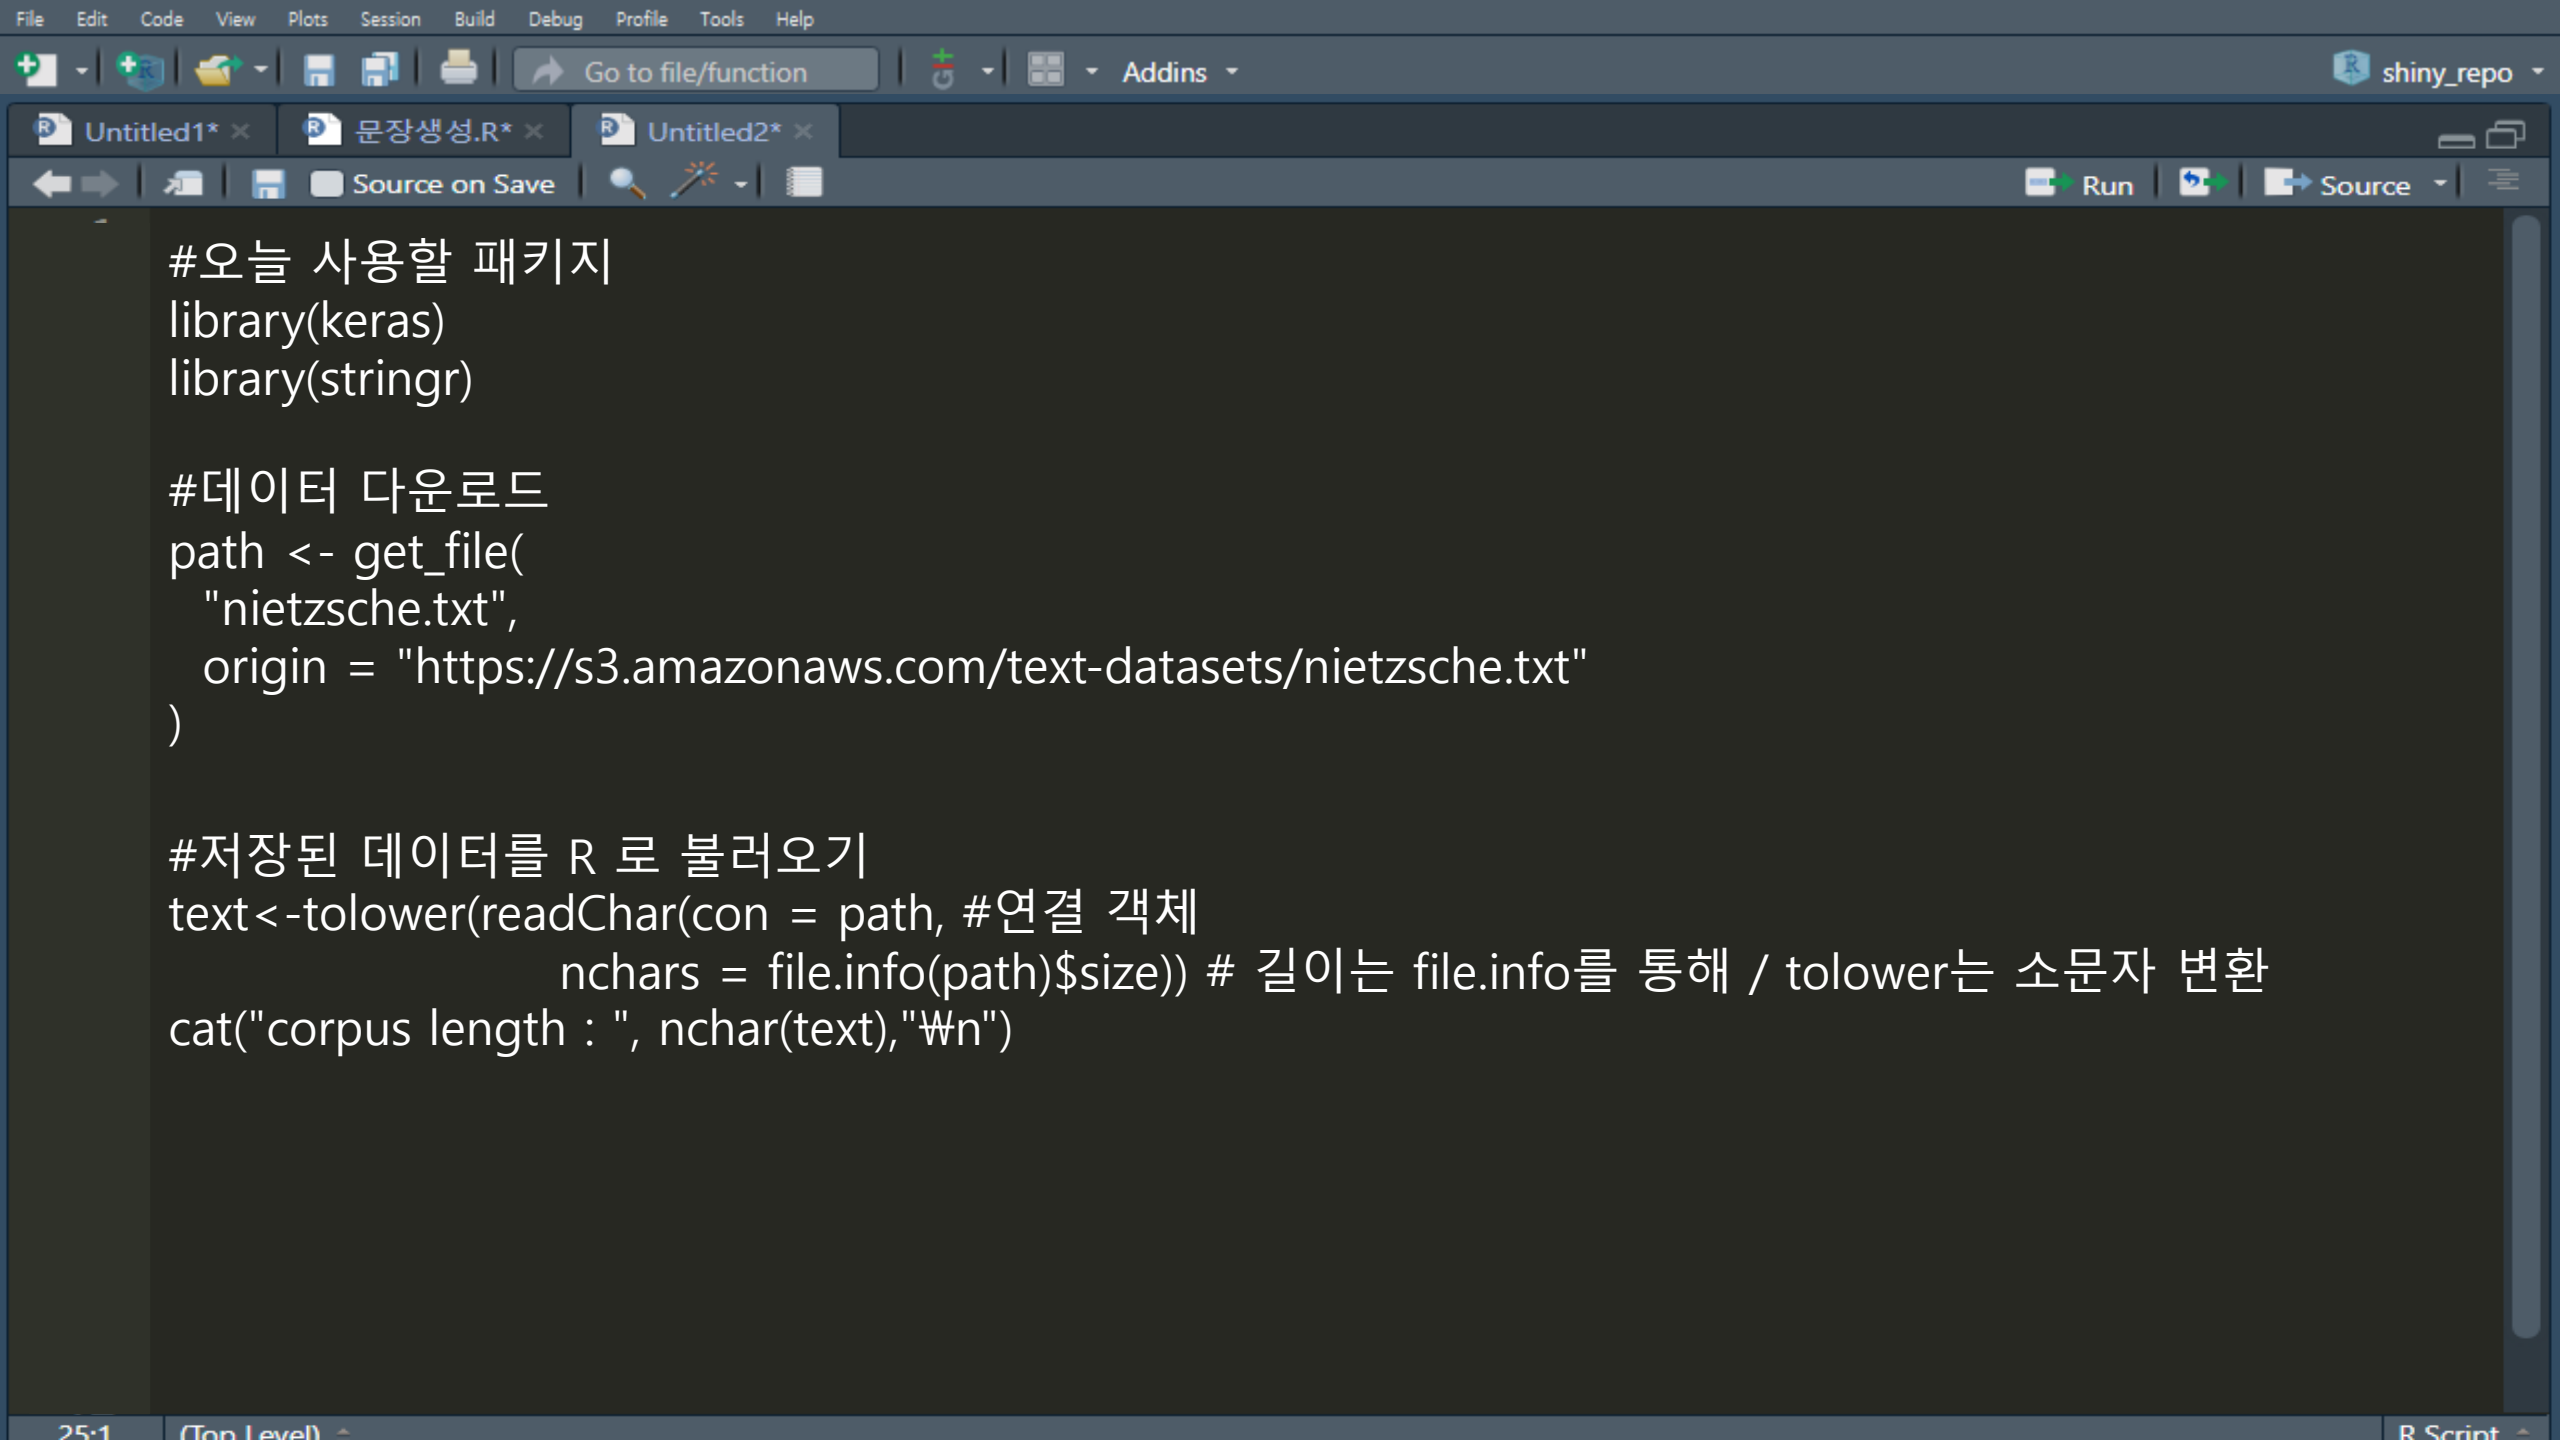 File Edit Code View Plots Session Build Debug Profile Tools Help
Go to file/function Addins shiny_repo
Untitled1* 문장생성.R* Untitled2*
Source on Save Run Source
#오늘 사용할 패키지
library(keras)
library(stringr)
#데이터 다운로드
path <- get_file(
"nietzsche.txt",
origin = "https://s3.amazonaws.com/text-datasets/nietzsche.txt"
)
#저장된 데이터를 R 로 불러오기
text<-tolower(readChar(con = path, #연결 객체
nchars = file.info(path)$size)) # 길이는 file.info를 통해 / tolower는 소문자 변환
cat("corpus length : ", nchar(text),"₩n")
25:1 (Top Level) R Script